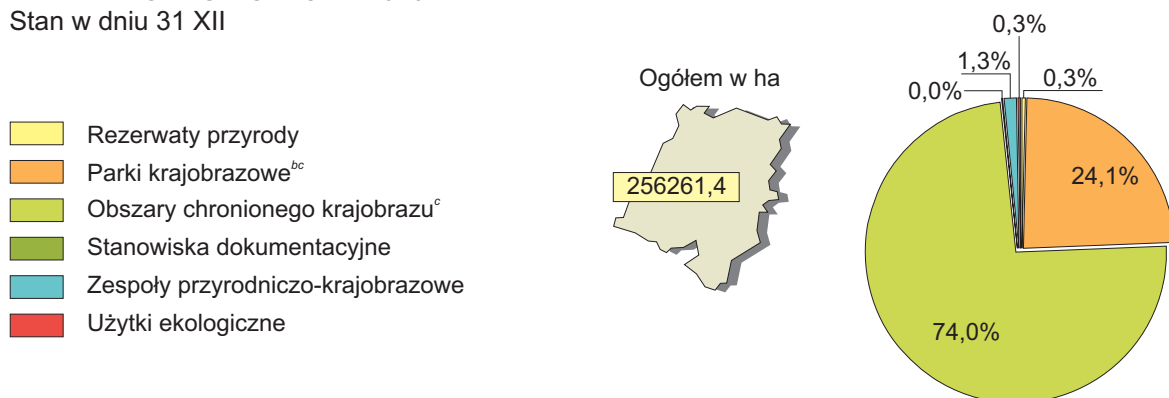 Stan w dniu 31 XII
Ogółem w ha
256261,4
Rezerwaty przyrody
Parki krajobrazowe bc
Obszary chronionego krajobrazu c
Stanowiska dokumentacyjne
Zespoły przyrodniczo-krajobrazowe
Użytki ekologiczne
0,3%
1,3%
0,0%
0,3%
24,1%
74,0%